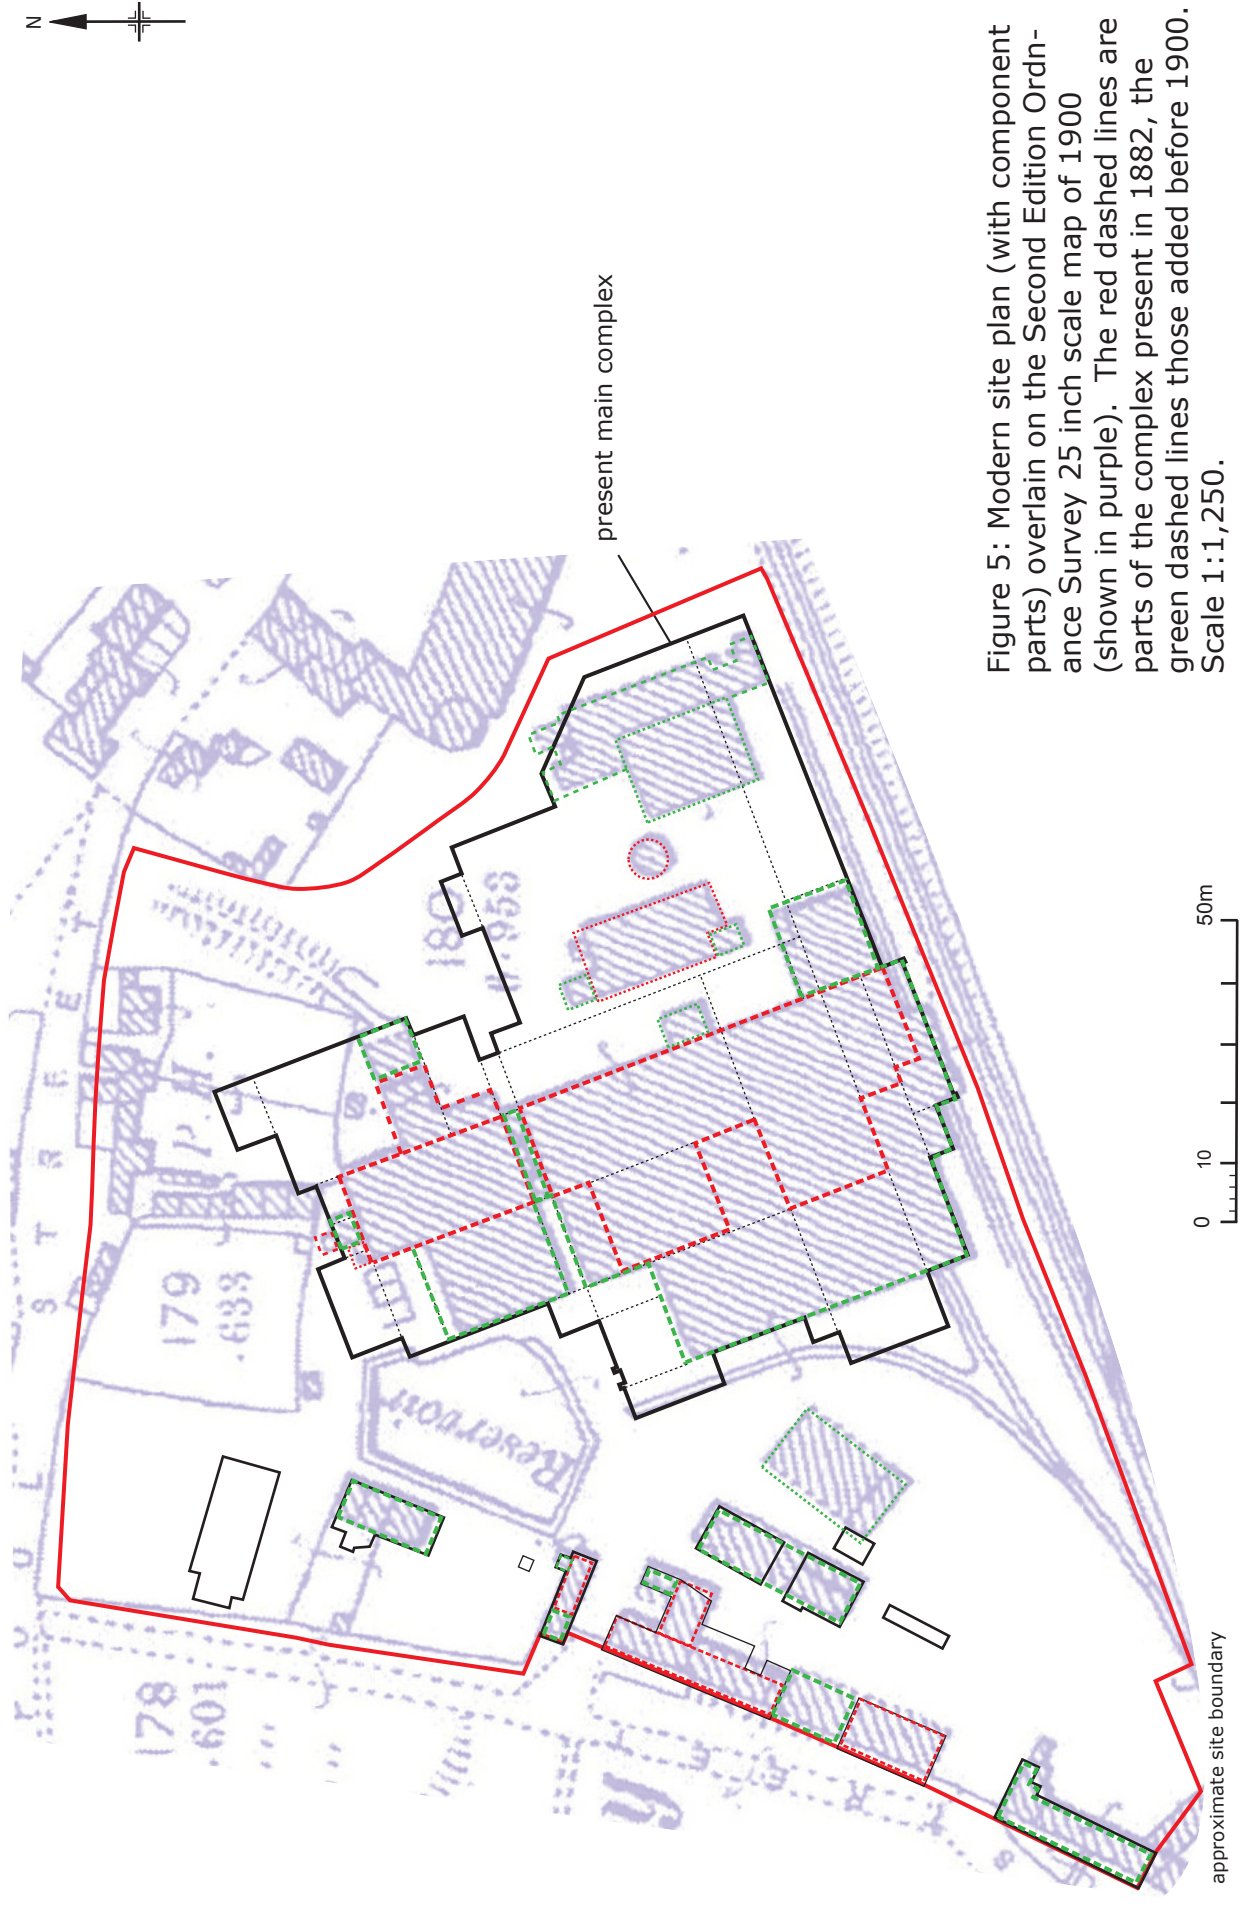 N
STREET
180
.953
179
.633
Reservoir
178
.601
present main complex
0 10 50m
approximate site boundary
Figure 5: Modern site plan (with component
parts) overlain on the Second Edition Ordn-
ance Survey 25 inch scale map of 1900
(shown in purple). The red dashed lines are
parts of the complex present in 1882, the
green dashed lines those added before 1900.
Scale 1:1,250.